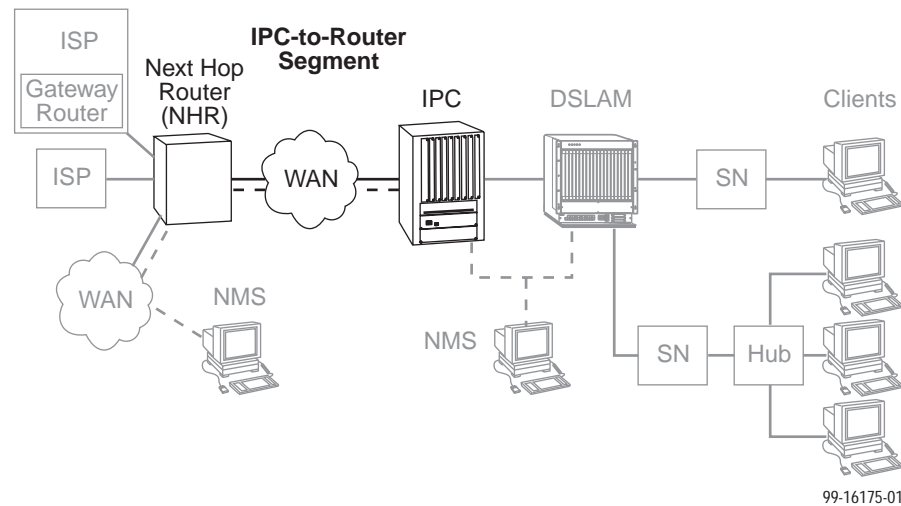 ISP
Gateway
Router
IPC-to-Router
Segment
Next Hop
Router
(NHR)
IPC
DSLAM
Clients
ISP
WAN
SN
WAN
NMS
NMS
SN
Hub
99-16175-01